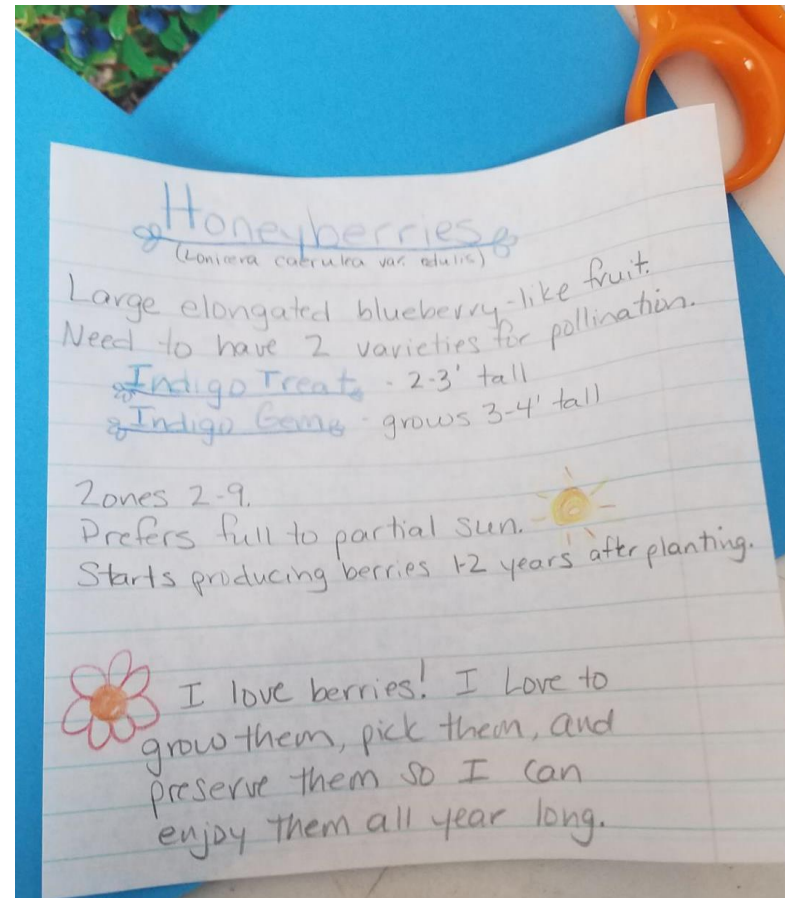 Honeyberries
(Lonicera caerulea var. edulis)
Large elongated blueberry-like fruit.
Need to have 2 varieties for pollination.
Indigo Treat - 2-3' tall
Indigo Gem - grows 3-4' tall
Zones 2-9.
Prefers full to partial sun.
Starts producing berries 1-2 years after planting.
I love berries! I Love to
grow them, pick them, and
preserve them so I can
enjoy them all year long.